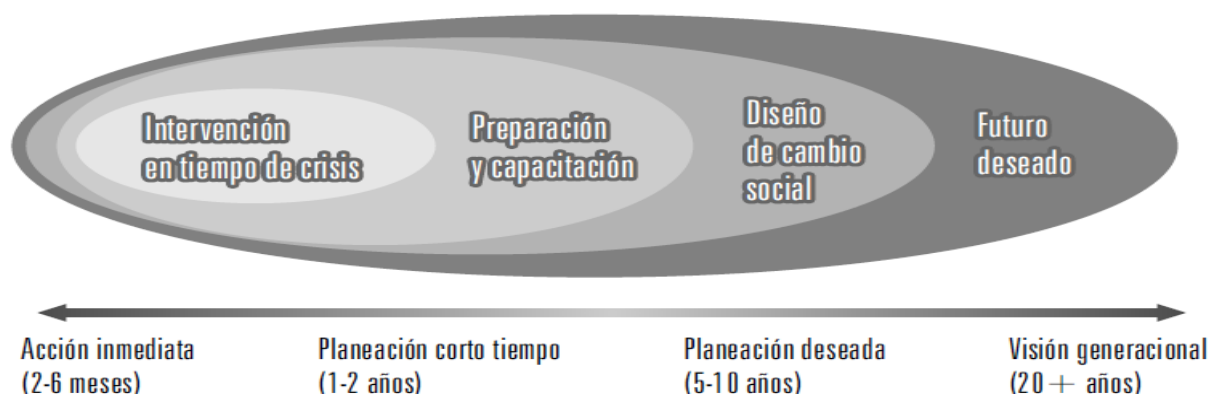 Intervención
en tiempo de crisis
Preparación
y capacitación
Diseño
de cambio
social
Futuro
deseado
Acción inmediata
(2-6 meses)
Planeación corto tiempo
(1-2 años)
Planeación deseada
(5-10 años)
Visión generacional
(20 + años)